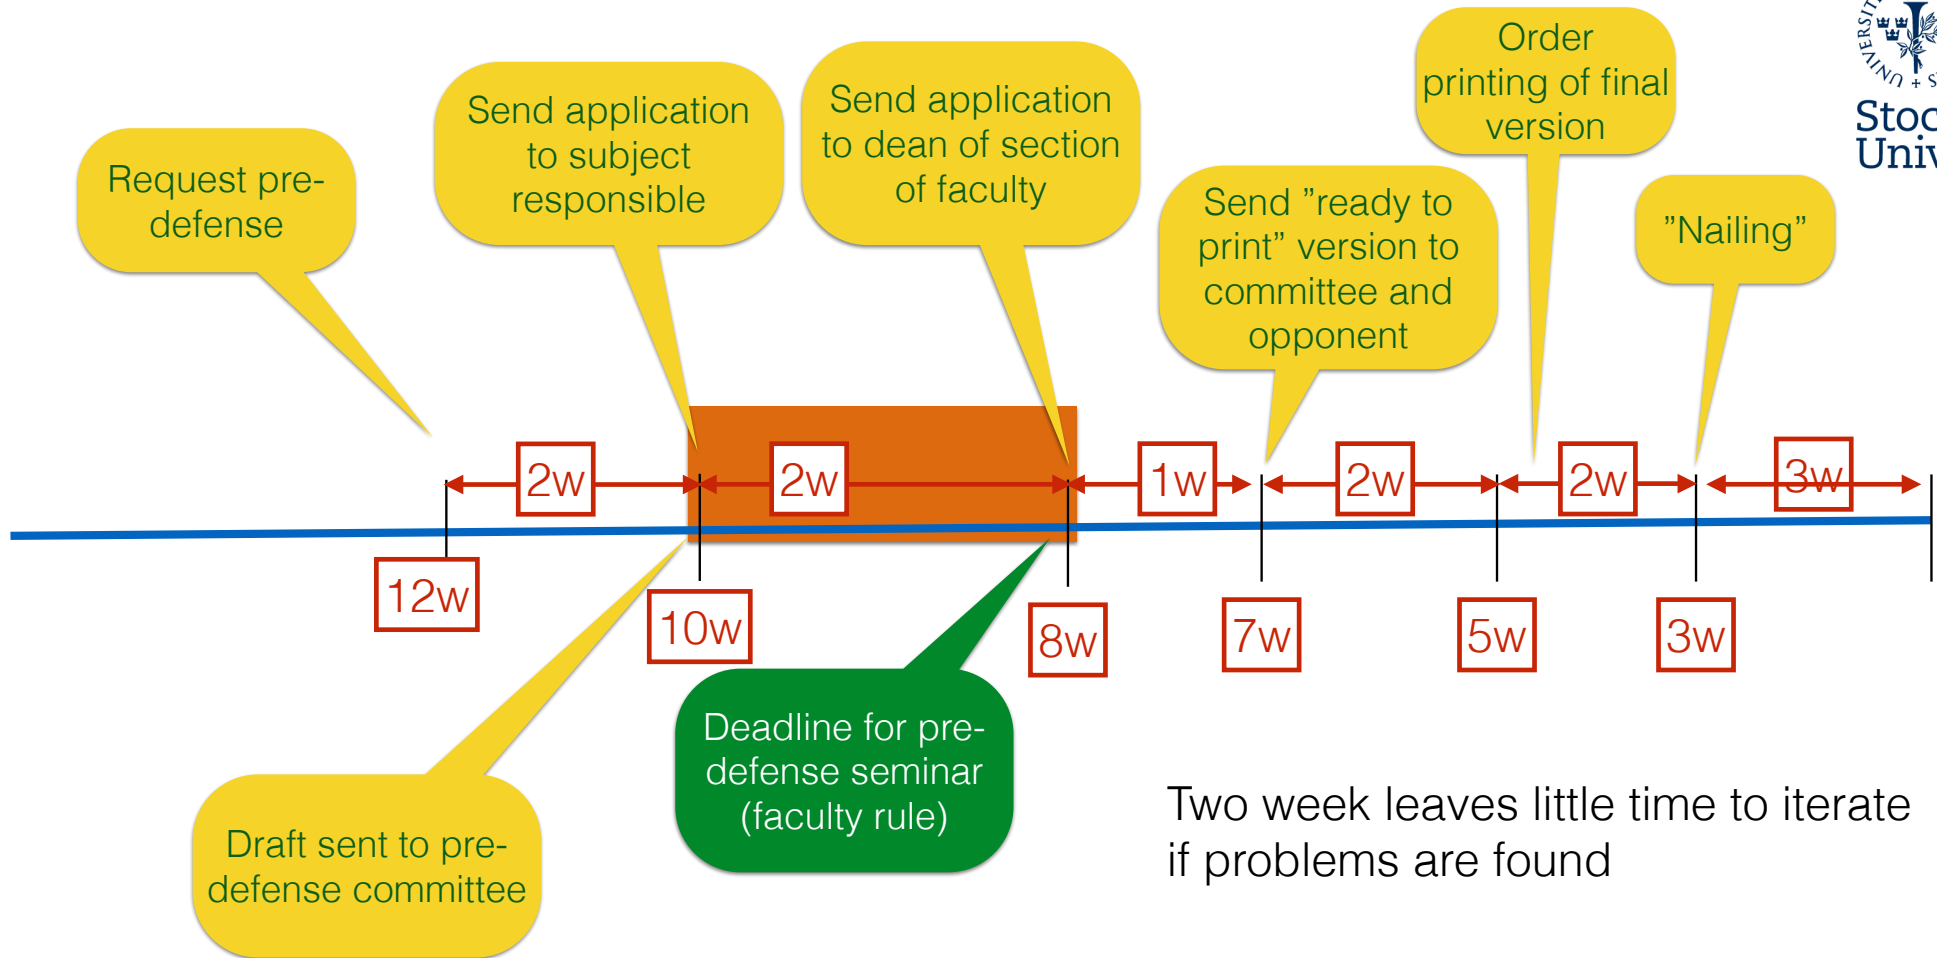 Request pre-
defense
Send application
to subject
responsible
Send application
to dean of section
of faculty
Send ”ready to
print” version to
committee and
opponent
Order
printing of final
version
”Nailing”
2w
2w
1w
2w
2w
3w
12w
10w
8w
7w
5w
3w
Draft sent to pre-
defense committee
Deadline for pre-
defense seminar
(faculty rule)
Two week leaves little time to iterate
if problems are found